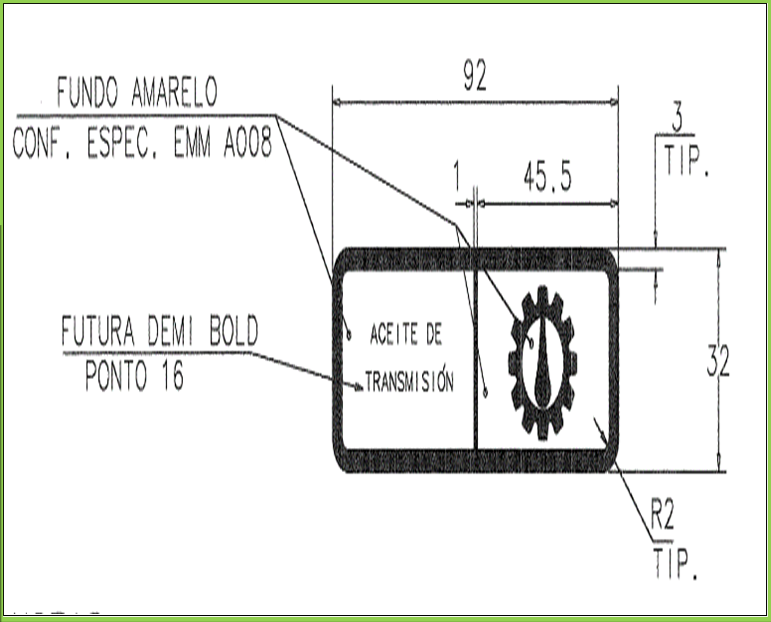 92
FUNDO AMARELO
CONF. ESPEC. EMM A008
3
TIP.
1
45.5
FUTURA DEMI BOLD
PONTO 16
ACEITE DE
TRANSMISIÓN
32
R2
TIP.